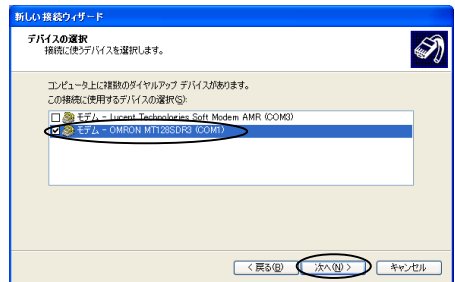 新しい接続ウィザード
デバイスの選択
接続に使うデバイスを選択します。
コンピュータ上に複数のダイヤルアップ デバイスがあります。
この接続に使用するデバイスの選択(S):
モデム - Lucent Technologies Soft Modem AMR (COM3)
モデム - OMRON MT128SDR3 (COM1)
< 戻る(B) 次へ(N) > キャンセル